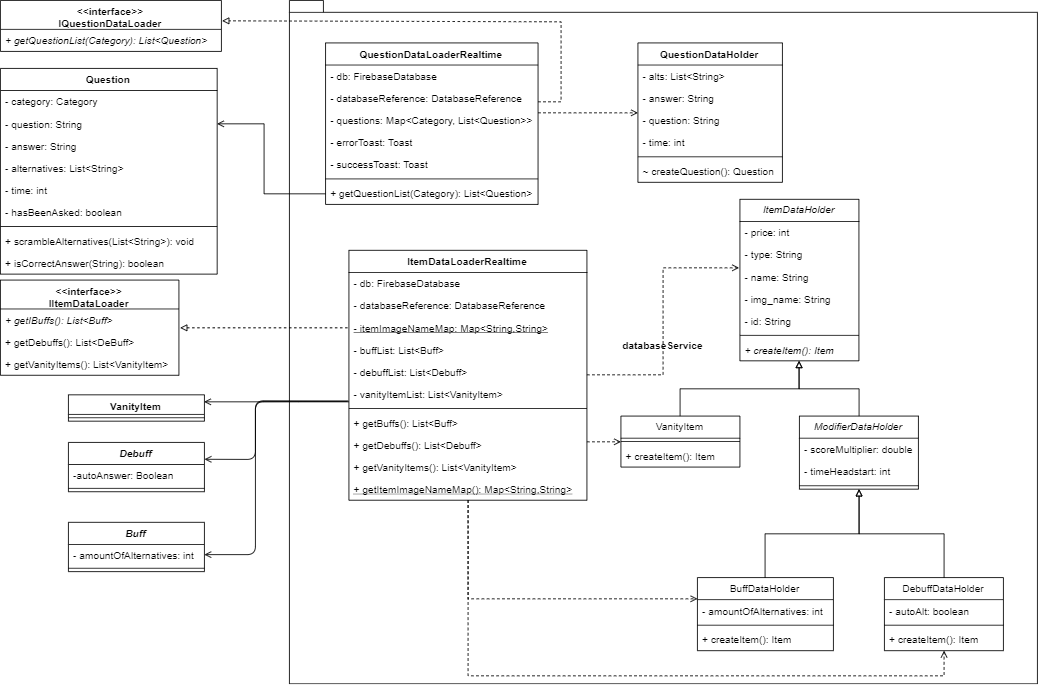 <<interface>>
IQuestionDataLoader
+ getQuestionList(Category): List<Question>
Question
- category: Category
- question: String
- answer: String
- alternatives: List<String>
- time: int
- hasBeenAsked: boolean
+ scrambleAlternatives(List<String>): void
+ isCorrectAnswer(String): boolean
<<interface>>
IItemDataLoader
+ getIBuffs(): List<Buff>
+ getDebuffs(): List<DeBuff>
+ getVanityItems(): List<VanityItem>
VanityItem
Debuff
-autoAnswer: Boolean
Buff
- amountOfAlternatives: int
QuestionDataLoaderRealtime
- db: FirebaseDatabase
- databaseReference: DatabaseReference
- questions: Map<Category, List<Question>>
- errorToast: Toast
- successToast: Toast
+ getQuestionList(Category): List<Question>
QuestionDataHolder
- alts: List<String>
- answer: String
- question: String
- time: int
~ createQuestion(): Question
ItemDataLoaderRealtime
- db: FirebaseDatabase
- databaseReference: DatabaseReference
- itemImageNameMap: Map<String,String>
- buffList: List<Buff>
- debuffList: List<Debuff>
- vanityItemList: List<VanityItem>
+ getBuffs(): List<Buff>
+ getDebuffs(): List<Debuff>
+ getVanityItems(): List<VanityItem>
+ getItemImageNameMap(): Map<String,String>
databaseService
ItemDataHolder
- price: int
- type: String
- name: String
- img_name: String
- id: String
+ createItem(): Item
VanityItem
+ createItem(): Item
ModifierDataHolder
- scoreMultiplier: double
- timeHeadstart: int
BuffDataHolder
- amountOfAlternatives: int
+ createItem(): Item
DebuffDataHolder
- autoAlt: boolean
+ createItem(): Item